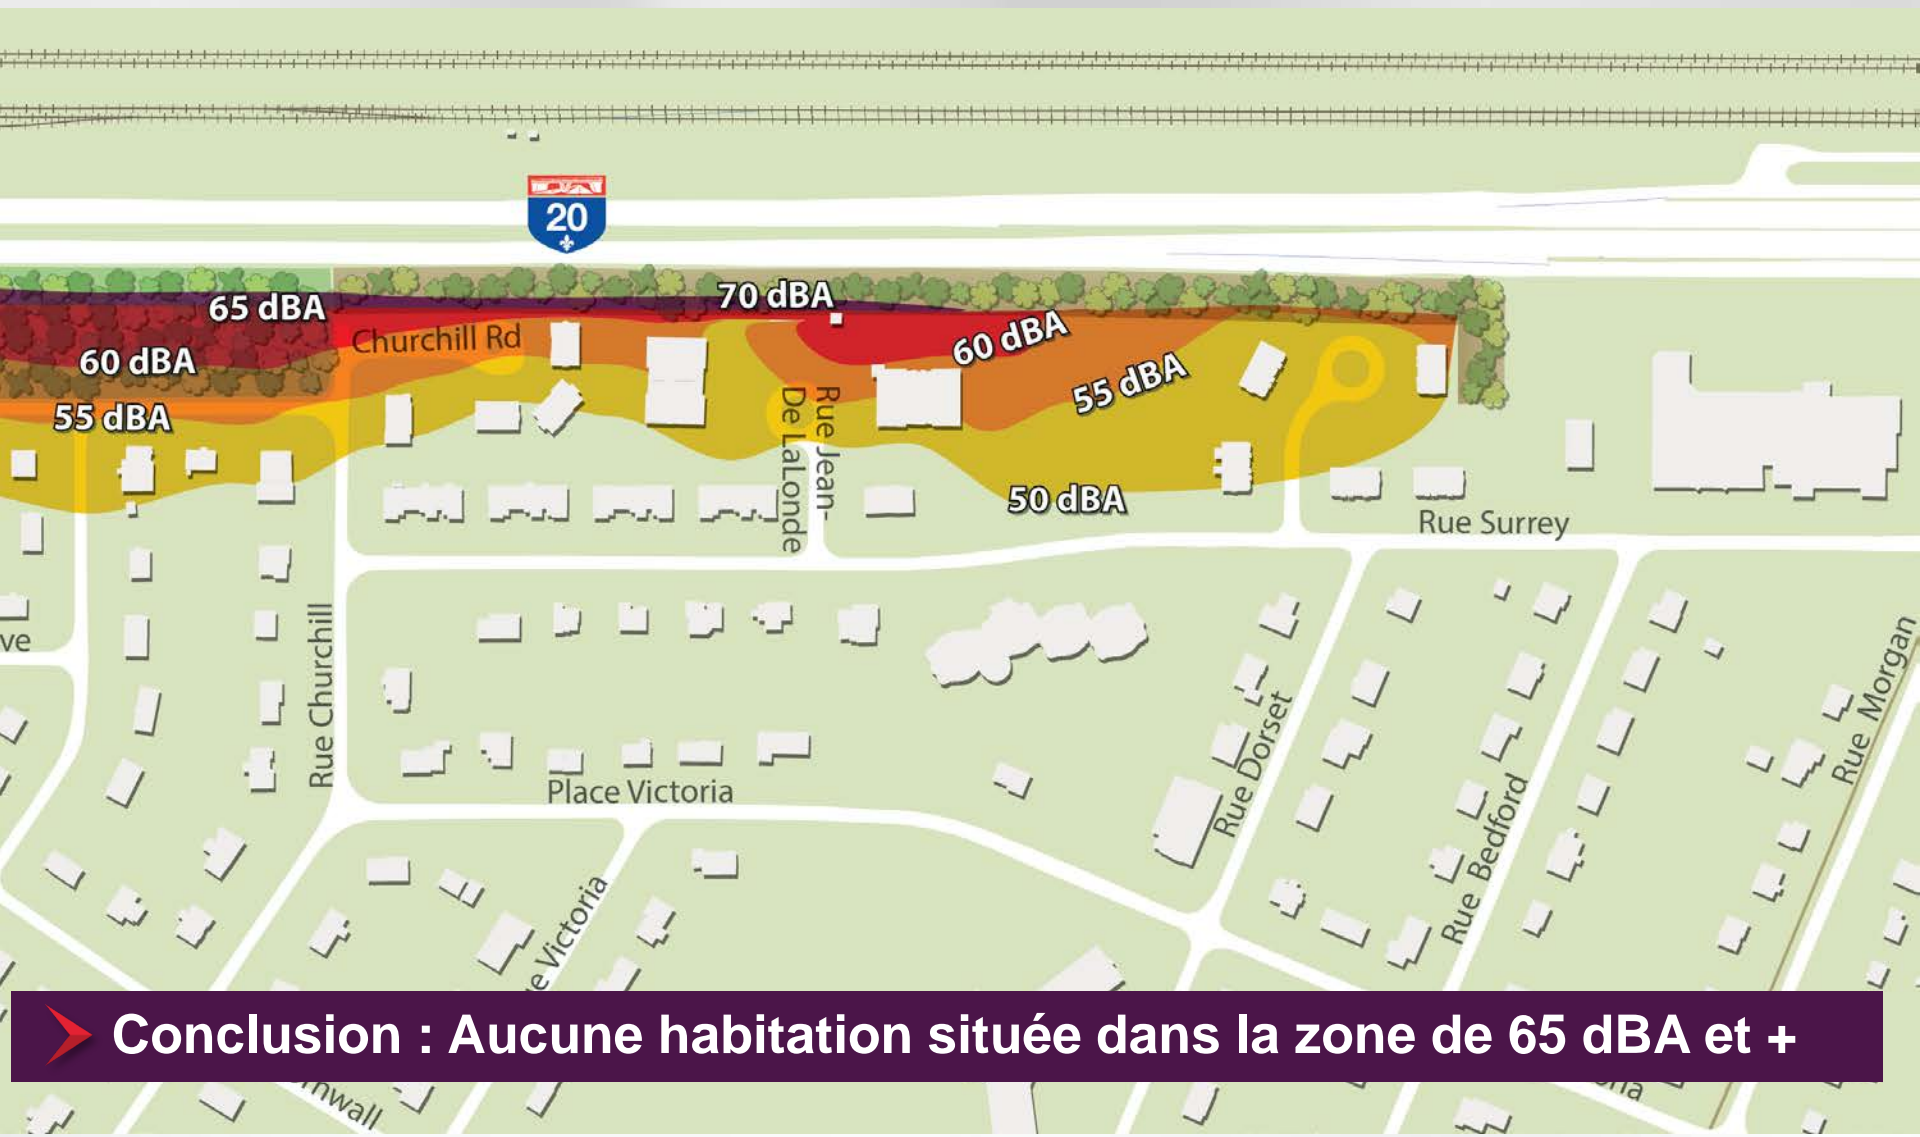 20
70 dBA
65 dBA
60 dBA
Churchill Rd
60 dBA
55 dBA
55 dBA
Rue Jean-
De LaLonde
50 dBA
Rue Surrey
Rue Churchill
Place Victoria
Rue Dorset
Rue Bedford
Rue Morgan
ve
e Victoria
Conclusion : Aucune habitation située dans la zone de 65 dBA et +
rnwall